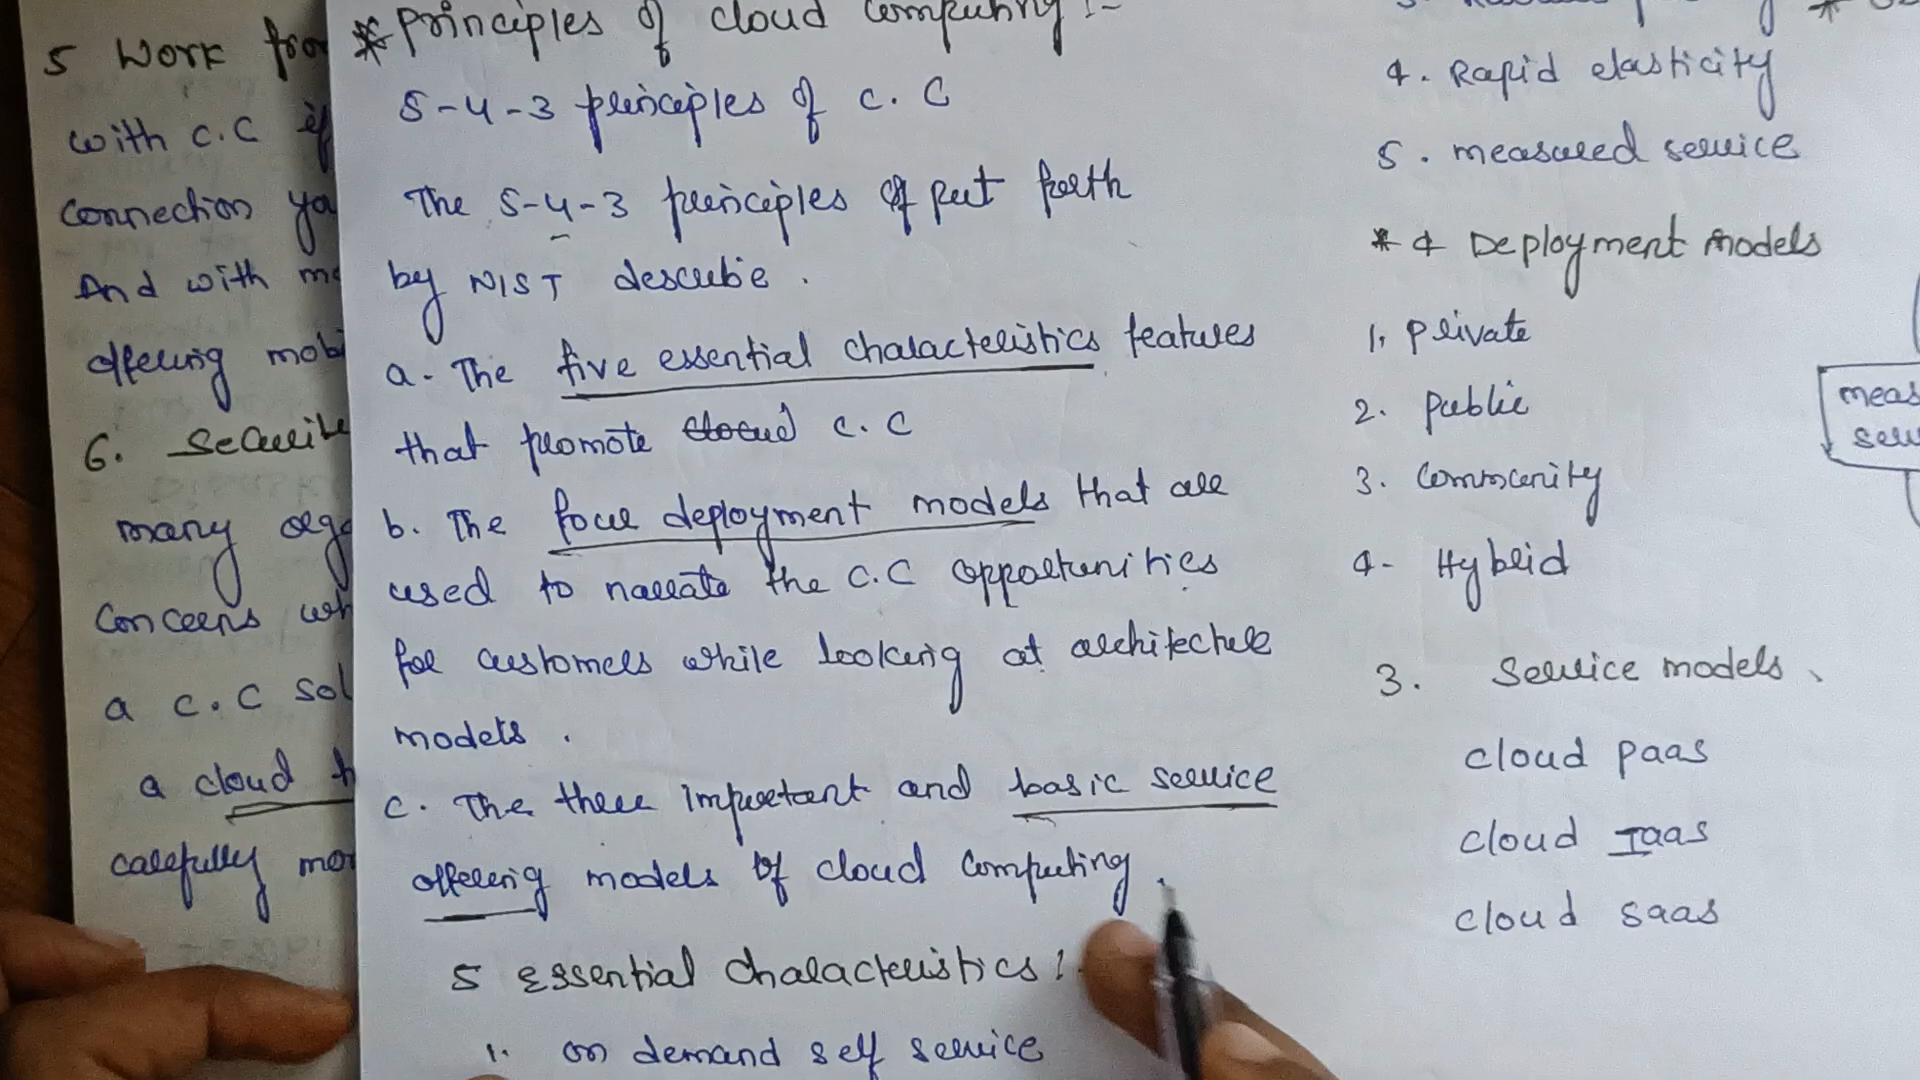 5 Work
with C.C
Connection
And with
offering
6.
many
Concerns
a C.C
a cloud
carefully
* Principles of cloud Computing :-
5-4-3 principles of C.C
The 5-4-3 principles of put forth
by NIST describe.
a. The five essential characteristics features
that promote cloud C.C
b. The four deployment models that are
used to narrate the C.C opportunities
for customers while looking at architecture
models.
c. The three important and basic service
offering models of cloud Computing.
5 Essential characteristics :-
1. on demand self service
4. Rapid elasticity
5. measured service
* 4 Deployment models
1. private
2. public
3. Community
4- Hybrid
3. Service models.
cloud paas
cloud Iaas
cloud saas